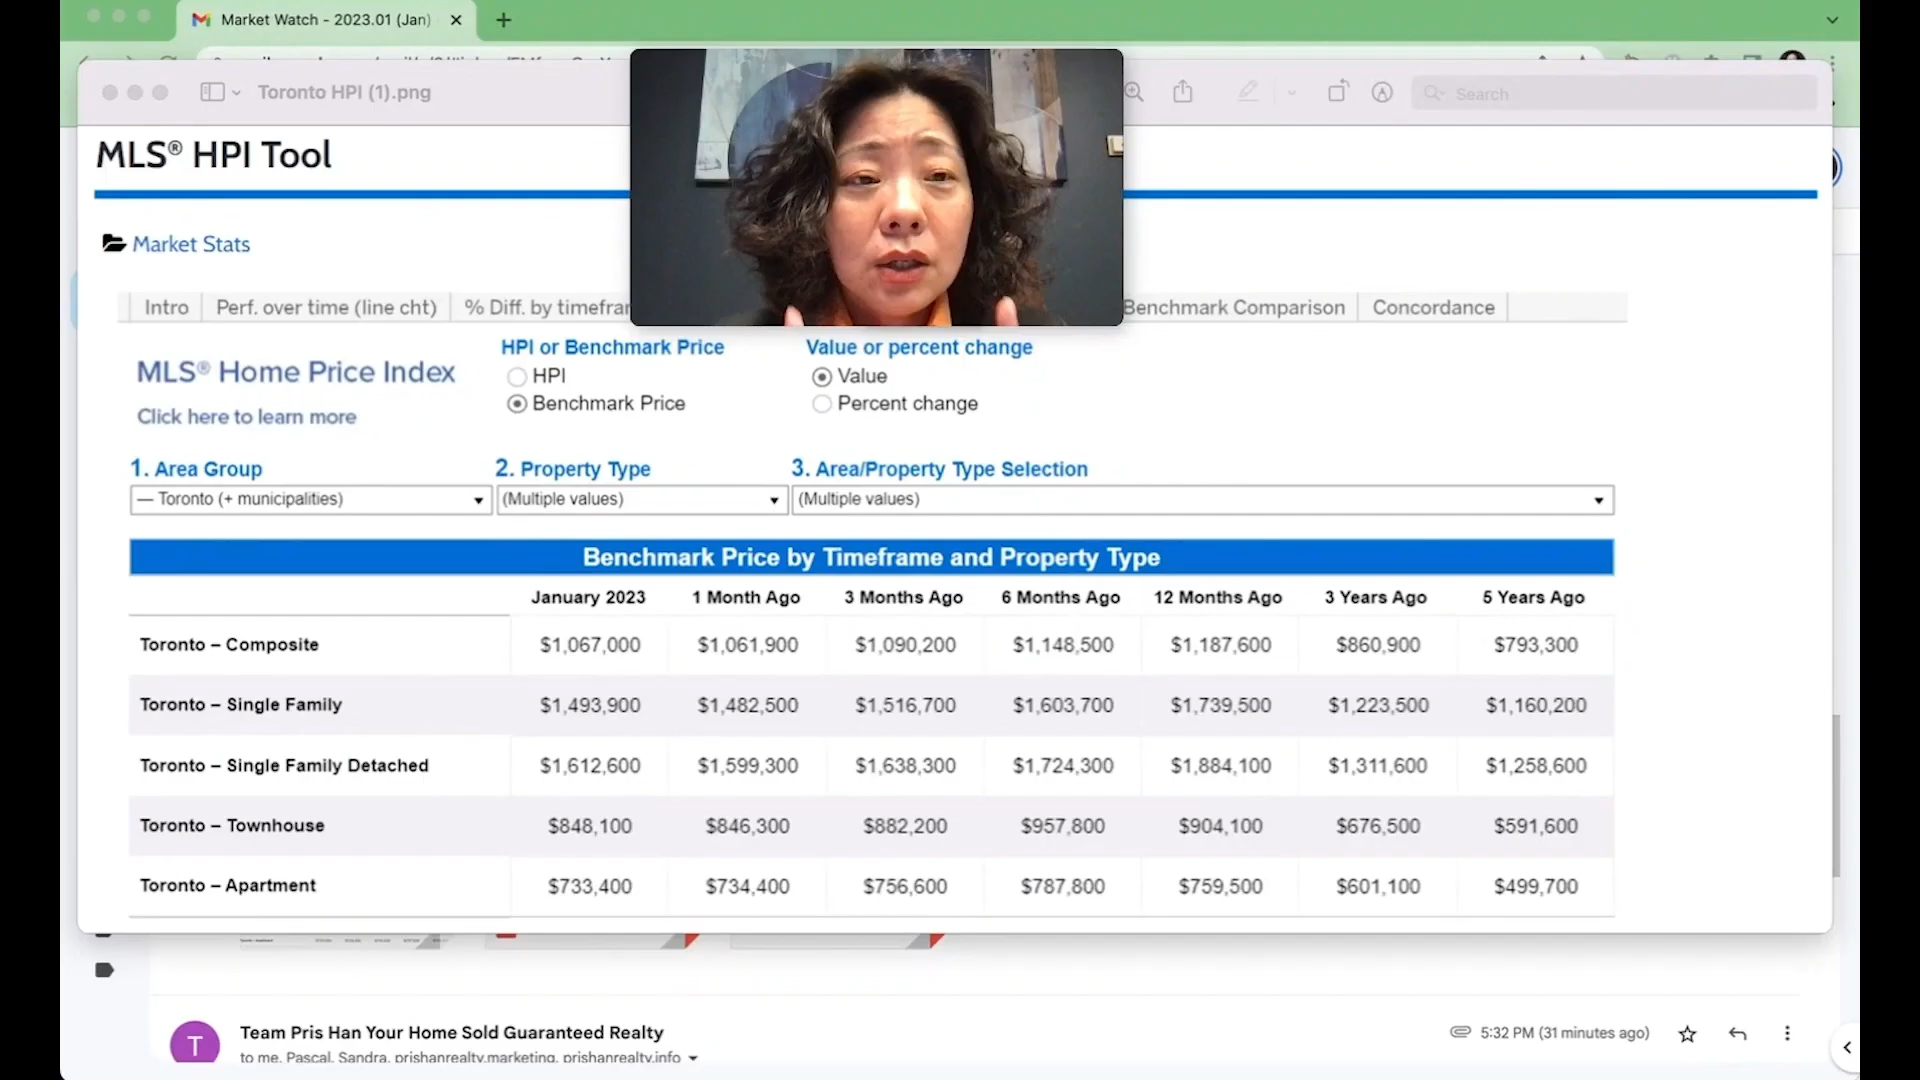 Market Watch - 2023.01 (Jan)
Toronto HPI (1).png
Search
MLS® HPI Tool
Market Stats
Intro
Perf. over time (line cht)
% Diff. by
Benchmark Comparison
Concordance
MLS® Home Price Index
Click here to learn more
HPI or Benchmark Price
HPI
Benchmark Price
Value or percent change
Value
Percent change
1. Area Group
2. Property Type
3. Area/Property Type Selection
— Toronto (+ municipalities)
(Multiple values)
(Multiple values)
Benchmark Price by Timeframe and Property Type
January 2023 1 Month Ago 3 Months Ago 6 Months Ago 12 Months Ago 3 Years Ago 5 Years Ago
Toronto – Composite $1,067,000 $1,061,900 $1,090,200 $1,148,500 $1,187,600 $860,900 $793,300
Toronto – Single Family $1,493,900 $1,482,500 $1,516,700 $1,603,700 $1,739,500 $1,223,500 $1,160,200
Toronto – Single Family Detached $1,612,600 $1,599,300 $1,638,300 $1,724,300 $1,884,100 $1,311,600 $1,258,600
Toronto – Townhouse $848,100 $846,300 $882,200 $957,800 $904,100 $676,500 $591,600
Toronto – Apartment $733,400 $734,400 $756,600 $787,800 $759,500 $601,100 $499,700
T
Team Pris Han Your Home Sold Guaranteed Realty
5:32 PM (31 minutes ago)
to me, Pascal, Sandra, prishanrealty.marketing, prishanrealty.info